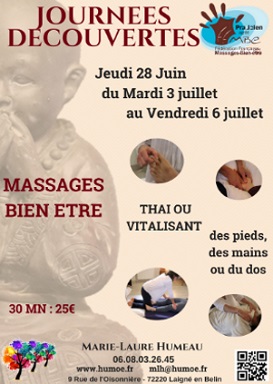 JOURNEES
DECOUVERTES
MBE
Jeudi 28 Juin
du Mardi 3 juillet
au Vendredi 6 juillet
MASSAGES
BIEN ETRE
THAI OU
VITALISANT
des pieds,
des mains
ou du dos
30 MN : 25€
MARIE-LAURE HUMEAU
06.08.03.26.45
www.humoe.fr mlh@humoe.fr
9 Rue de l'Oisonnière - 72220 Laigné en Belin